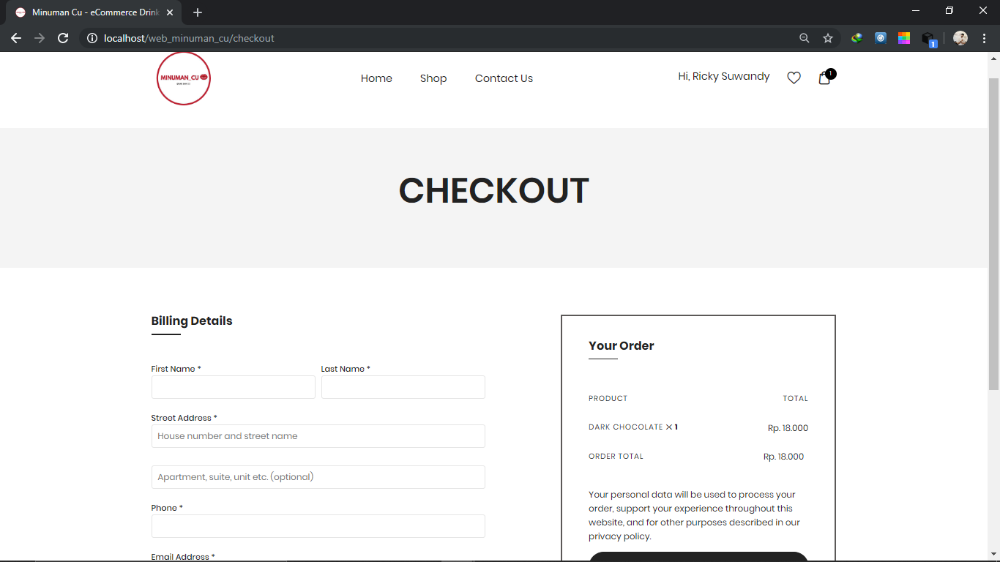 Minuman Cu - eCommerce Drink
localhost/web_minuman_cu/checkout
1
MINUMAN_CU
Home
Shop
Contact Us
Hi, Ricky Suwandy
1
CHECKOUT
Billing Details
First Name *
Last Name *
Street Address *
House number and street name
Apartment, suite, unit etc. (optional)
Phone *
Email Address *
Your Order
PRODUCT
TOTAL
DARK CHOCOLATE × 1
Rp. 18.000
ORDER TOTAL
Rp. 18.000
Your personal data will be used to process your
order, support your experience throughout this
website, and for other purposes described in our
privacy policy.